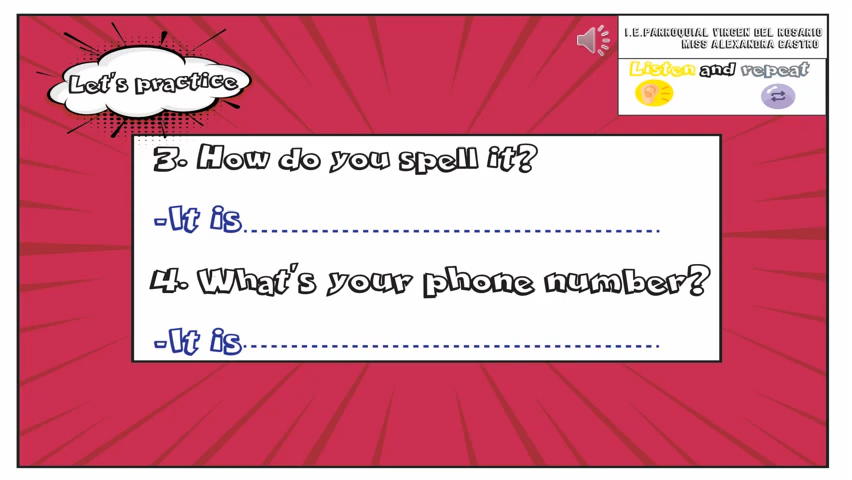 I.E.PARROQUIAL VIRGEN DEL ROSARIO
MISS ALEXANDRA CASTRO
Listen and repeat
Let's practice
3. How do you spell it?
-It is................................................
4. What's your phone number?
-It is................................................